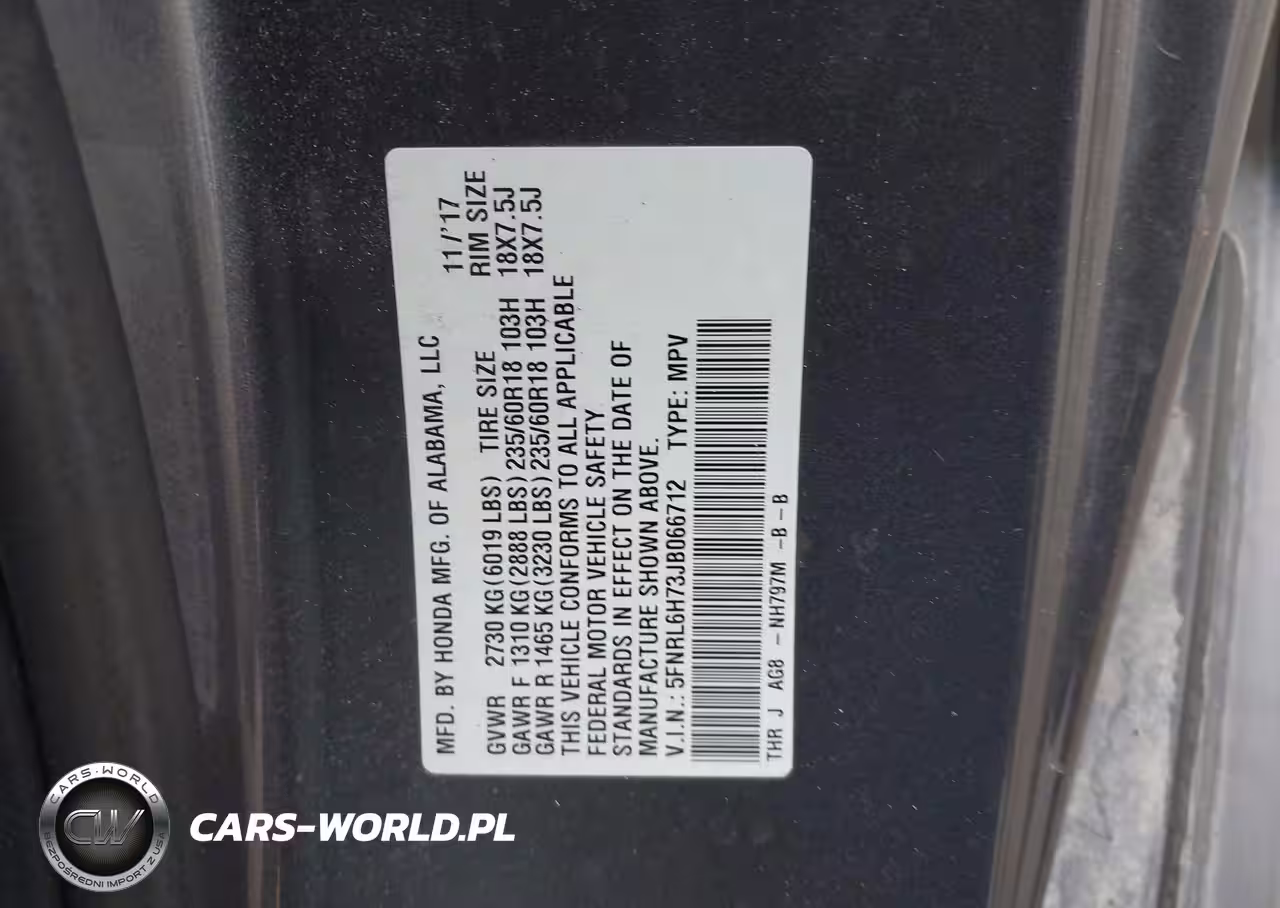 MFD. BY HONDA MFG. OF ALABAMA, LLC 11/'17
GVWR 2730 KG (6019 LBS) TIRE SIZE RIM SIZE
GAWR F 1310 KG (2888 LBS) 235/60R18 103H 18X7.5J
GAWR R 1465 KG (3230 LBS) 235/60R18 103H 18X7.5J
THIS VEHICLE CONFORMS TO ALL APPLICABLE
FEDERAL MOTOR VEHICLE SAFETY
STANDARDS IN EFFECT ON THE DATE OF
MANUFACTURE SHOWN ABOVE.
V.I.N.: 5FNRL6H73JB066712 TYPE: MPV
THR J AG8 - NH797M - B - B
CARS-WORLD
CW
BEZPOŚREDNI IMPORT Z USA
CARS-WORLD.PL